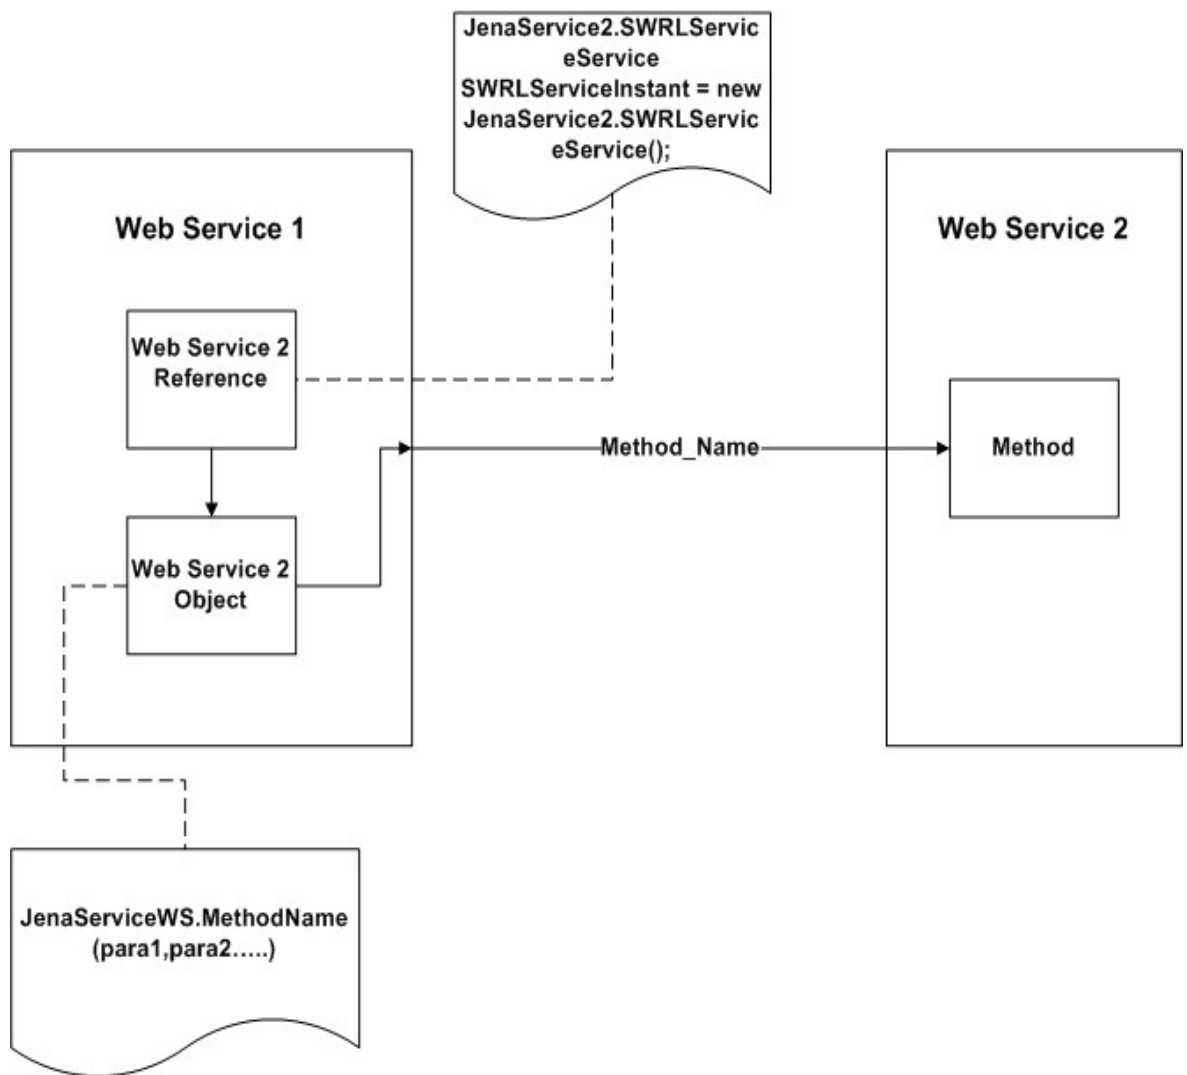 JenaService2.SWRLServic
eService
SWRLServiceInstant = new
JenaService2.SWRLServic
eService();
Web Service 1
Web Service 2
Web Service 2
Reference
Method_Name
Method
Web Service 2
Object
JenaServiceWS.MethodName
(para1,para2.....)